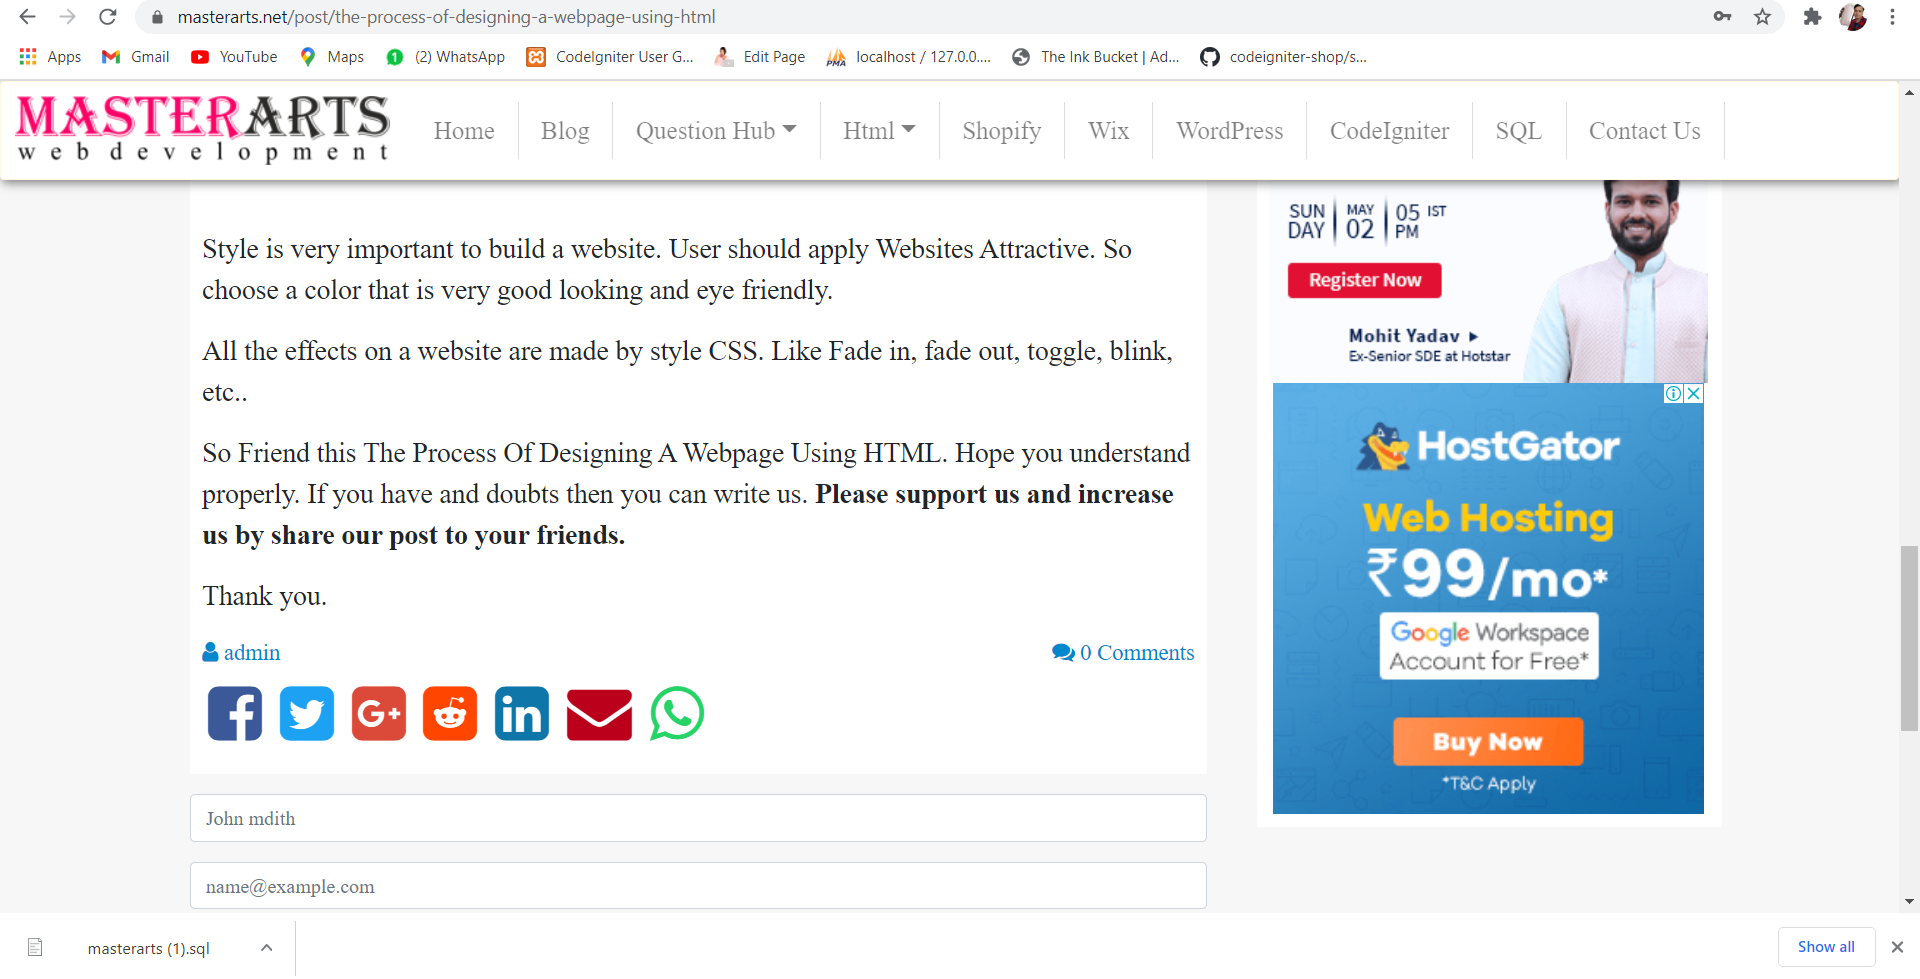 masterarts.net/post/the-process-of-designing-a-webpage-using-html
Apps Gmail YouTube Maps (2) WhatsApp CodeIgniter User G... Edit Page localhost / 127.0.0.... The Ink Bucket | Ad... codeigniter-shop/s...
MASTERARTS
web development
Home Blog Question Hub Html Shopify Wix WordPress CodeIgniter SQL Contact Us
Style is very important to build a website. User should apply Websites Attractive. So
choose a color that is very good looking and eye friendly.
All the effects on a website are made by style CSS. Like Fade in, fade out, toggle, blink,
etc..
So Friend this The Process Of Designing A Webpage Using HTML. Hope you understand
properly. If you have and doubts then you can write us. Please support us and increase
us by share our post to your friends.
Thank you.
admin 0 Comments
John mdith
name@example.com
SUN DAY | MAY 02 | 05 IST PM
Register Now
Mohit Yadav
Ex-Senior SDE at Hotstar
HostGator
Web Hosting
₹99/mo*
Google Workspace
Account for Free*
Buy Now
*T&C Apply
masterarts (1).sql
Show all